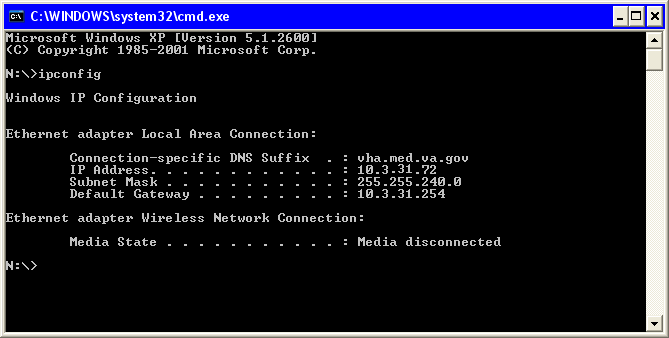 C:\WINDOWS\system32\cmd.exe
Microsoft Windows XP [Version 5.1.2600]
(C) Copyright 1985-2001 Microsoft Corp.
N:\>ipconfig
Windows IP Configuration
Ethernet adapter Local Area Connection:
Connection-specific DNS Suffix  . : vha.med.va.gov
IP Address. . . . . . . . . . . . : 10.3.31.72
Subnet Mask . . . . . . . . . . . : 255.255.240.0
Default Gateway . . . . . . . . . : 10.3.31.254
Ethernet adapter Wireless Network Connection:
Media State . . . . . . . . . . . : Media disconnected
N:\>